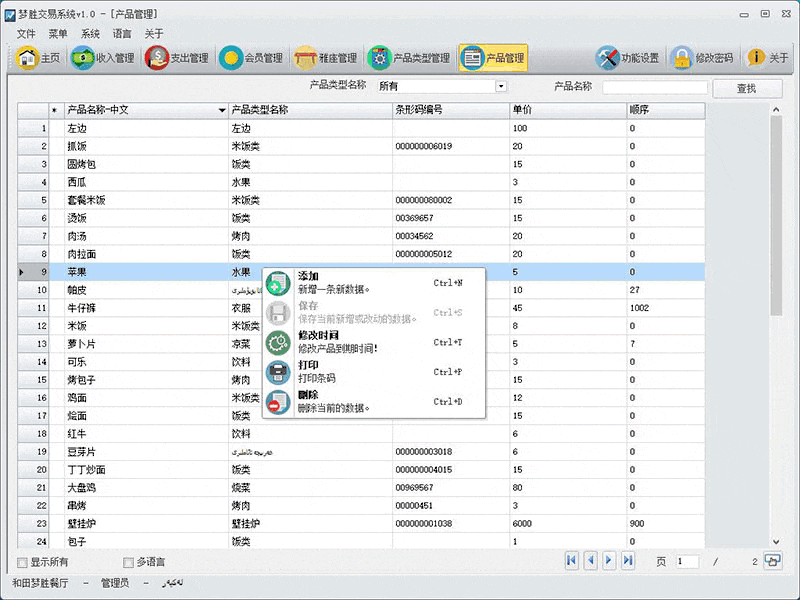 梦胜交易系统v1.0 - [产品管理]
文件 菜单 系统 语言 关于
主页 收入管理 支出管理 会员管理 雅座管理 产品类型管理 产品管理 功能设置 修改密码 关于
产品类型名称 所有 产品名称 查找
* 产品名称-中文 产品类型名称 条形码编号 单价 顺序
1 左边 左边 100 0
2 抓饭 米饭类 000000006019 20 0
3 圆烤包 饭类 15 0
4 西瓜 水果 3 0
5 套餐米饭 米饭类 000000080002 15 0
6 烫饭 饭类 00369657 15 0
7 肉汤 烤肉 00034562 20 0
8 肉拉面 饭类 000000005012 20 0
9 苹果 水果 5 0
10 帕皮 10 27
11 牛仔裤 衣服 45 1002
12 米饭 米饭类 8 0
13 萝卜片 凉菜 5 7
14 可乐 饮料 3 0
15 烤包子 烤肉 15 0
16 鸡面 米饭类 12 0
17 烩面 饭类 15 0
18 红牛 饮料 6 0
19 豆芽片 000000003018 6 0
20 丁丁炒面 饭类 000000004015 15 0
21 大盘鸡 烧菜 00969567 80 0
22 串烤 烤肉 00000451 3 0
23 壁挂炉 壁挂炉 000000001038 6000 900
24 包子 饭类 1 0
添加
新增一条新数据。 Ctrl+N
保存
保存当前新增或改动的数据。 Ctrl+S
修改时间
修改产品到期时间! Ctrl+T
打印
打印条码 Ctrl+P
删除
删除当前的数据。 Ctrl+D
显示所有 多语言 页 1 / 2
和田梦胜餐厅 - 管理员 -